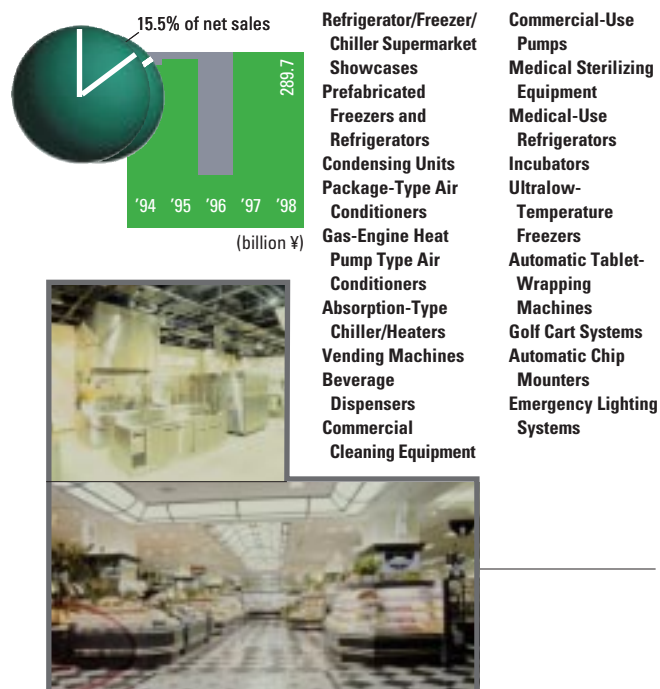 15.5% of net sales
289.7
’94 ’95 ’96 ’97 ’98
(billion ¥)
Refrigerator/Freezer/
Chiller Supermarket
Showcases
Prefabricated
Freezers and
Refrigerators
Condensing Units
Package-Type Air
Conditioners
Gas-Engine Heat
Pump Type Air
Conditioners
Absorption-Type
Chiller/Heaters
Vending Machines
Beverage
Dispensers
Commercial
Cleaning Equipment
Commercial-Use
Pumps
Medical Sterilizing
Equipment
Medical-Use
Refrigerators
Incubators
Ultralow-
Temperature
Freezers
Automatic Tablet-
Wrapping
Machines
Golf Cart Systems
Automatic Chip
Mounters
Emergency Lighting
Systems